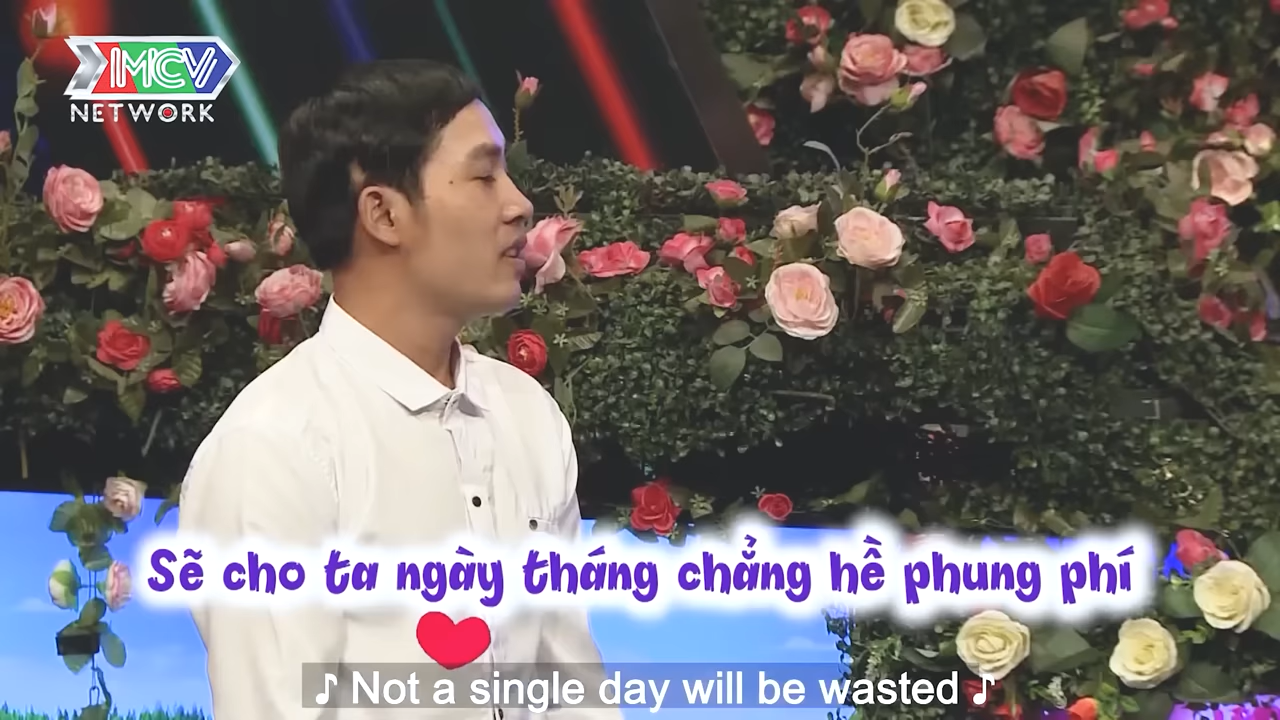 MCV
NETWORK
Sẽ cho ta ngày tháng chẳng hề phung phí
♪ Not a single day will be wasted ♪